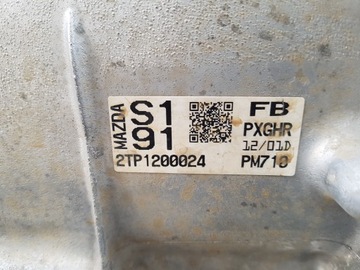 MAZDA
S1
91
2TP1200024
FB
PXGHR
12/01D
PM710